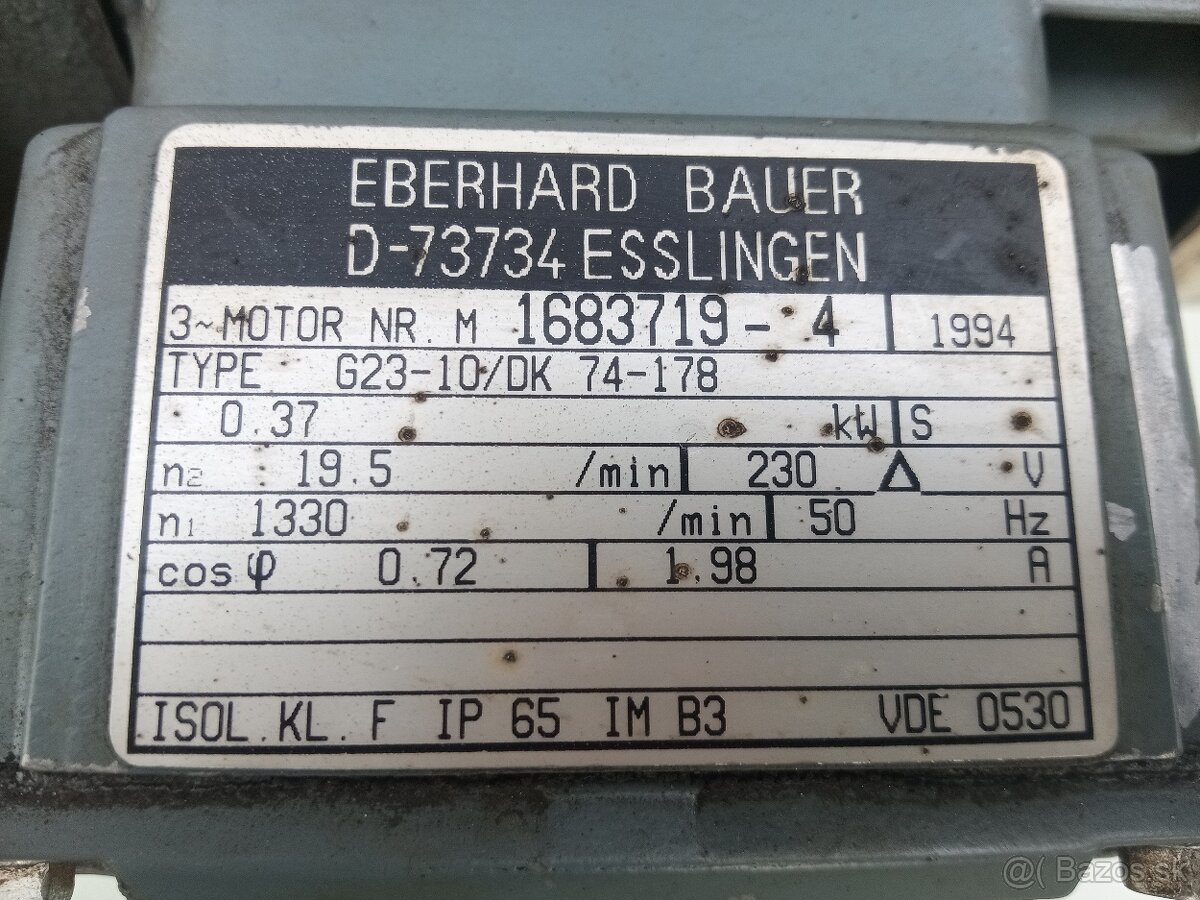 EBERHARD BAUER
D-73734 ESSLINGEN
3~MOTOR NR. M 1683719 - 4 1994
TYPE G23-10/DK 74-178
0.37 kW S
n₂ 19.5 /min 230 Δ V
n₁ 1330 /min 50 Hz
cos φ 0.72 1.98 A
ISOL. KL. F IP 65 IM B3 VDE 0530
@( Bazos.sk